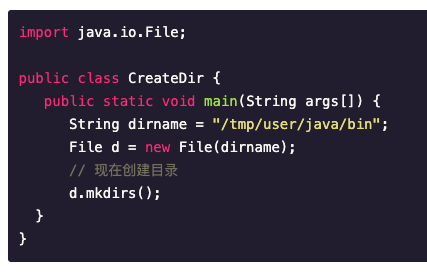 import java.io.File;

public class CreateDir {
   public static void main(String args[]) {
      String dirname = "/tmp/user/java/bin";
      File d = new File(dirname);
      // 现在创建目录
      d.mkdirs();
  }
}